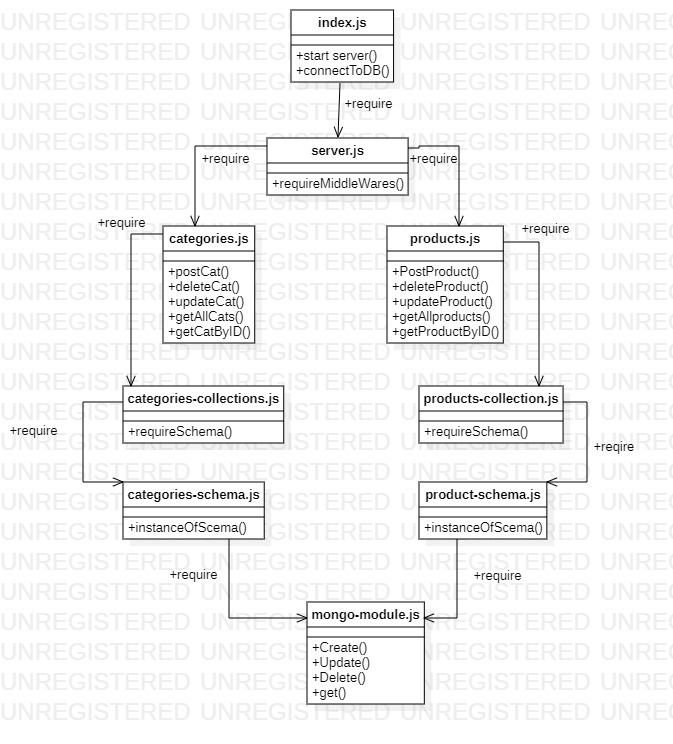 index.js
+start server()
+connectToDB()
+require
server.js
+requireMiddleWares()
+require
+require
categories.js
+postCat()
+deleteCat()
+updateCat()
+getAllCats()
+getCatByID()
products.js
+PostProduct()
+deleteProduct()
+updateProduct()
+getAllproducts()
+getProductByID()
+require
+require
categories-collections.js
+requireSchema()
products-collection.js
+requireSchema()
+require
+reqire
categories-schema.js
+instanceOfScema()
product-schema.js
+instanceOfScema()
+require
+require
mongo-module.js
+Create()
+Update()
+Delete()
+get()
UNREGISTERED